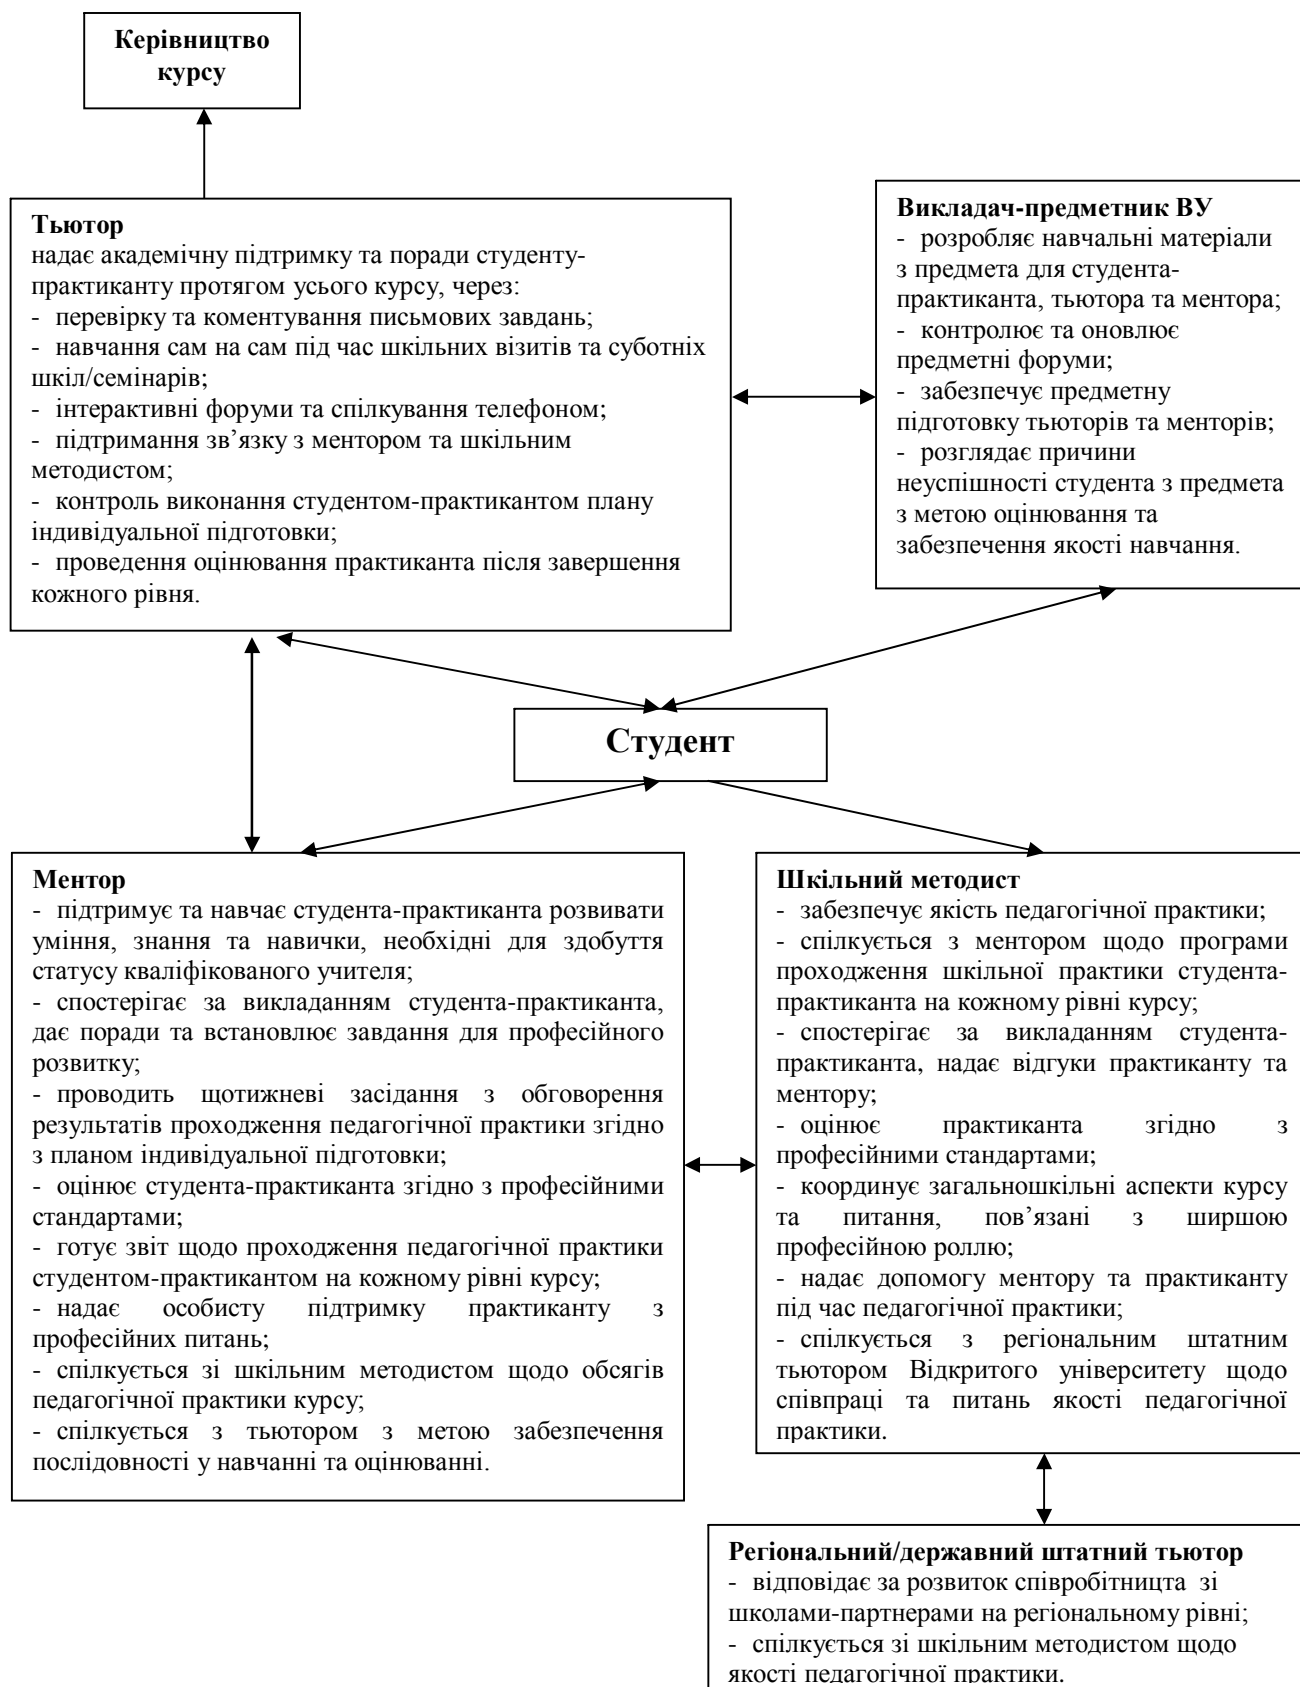 Керівництво
курсу
Тьютор
надає академічну підтримку та поради студенту-
практиканту протягом усього курсу, через:
- перевірку та коментування письмових завдань;
- навчання сам на сам під час шкільних візитів та суботніх
шкіл/семінарів;
- інтерактивні форуми та спілкування телефоном;
- підтримання зв’язку з ментором та шкільним
методистом;
- контроль виконання студентом-практикантом плану
індивідуальної підготовки;
- проведення оцінювання практиканта після завершення
кожного рівня.
Викладач-предметник ВУ
- розробляє навчальні матеріали
з предмета для студента-
практиканта, тьютора та ментора;
- контролює та оновлює
предметні форуми;
- забезпечує предметну
підготовку тьюторів та менторів;
- розглядає причини
неуспішності студента з предмета
з метою оцінювання та
забезпечення якості навчання.
Студент
Ментор
- підтримує та навчає студента-практиканта розвивати
уміння, знання та навички, необхідні для здобуття
статусу кваліфікованого учителя;
- спостерігає за викладанням студента-практиканта,
дає поради та встановлює завдання для професійного
розвитку;
- проводить щотижневі засідання з обговорення
результатів проходження педагогічної практики згідно
з планом індивідуальної підготовки;
- оцінює студента-практиканта згідно з професійними
стандартами;
- готує звіт щодо проходження педагогічної практики
студентом-практикантом на кожному рівні курсу;
- надає особисту підтримку практиканту з
професійних питань;
- спілкується зі шкільним методистом щодо обсягів
педагогічної практики курсу;
- спілкується з тьютором з метою забезпечення
послідовності у навчанні та оцінюванні.
Шкільний методист
- забезпечує якість педагогічної практики;
- спілкується з ментором щодо програми
проходження шкільної практики студента-
практиканта на кожному рівні курсу;
- спостерігає за викладанням студента-
практиканта, надає відгуки практиканту та
ментору;
- оцінює практиканта згідно з
професійними стандартами;
- координує загальношкільні аспекти курсу
та питання, пов’язані з ширшою
професійною роллю;
- надає допомогу ментору та практиканту
під час педагогічної практики;
- спілкується з регіональним штатним
тьютором Відкритого університету щодо
співпраці та питань якості педагогічної
практики.
Регіональний/державний штатний тьютор
- відповідає за розвиток співробітницта зі
школами-партнерами на регіональному рівні;
- спілкується зі шкільним методистом щодо
якості педагогічної практики.